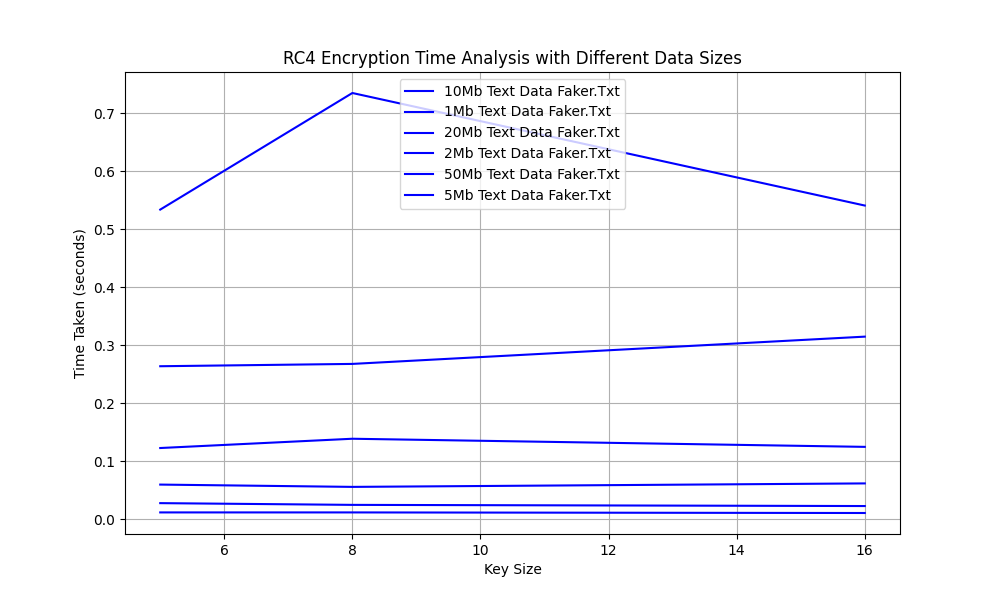 RC4 Encryption Time Analysis with Different Data Sizes
10Mb Text Data Faker.Txt
1Mb Text Data Faker.Txt
20Mb Text Data Faker.Txt
2Mb Text Data Faker.Txt
50Mb Text Data Faker.Txt
5Mb Text Data Faker.Txt
Time Taken (seconds)
0.7
0.6
0.5
0.4
0.3
0.2
0.1
0.0
6 8 10 12 14 16
Key Size